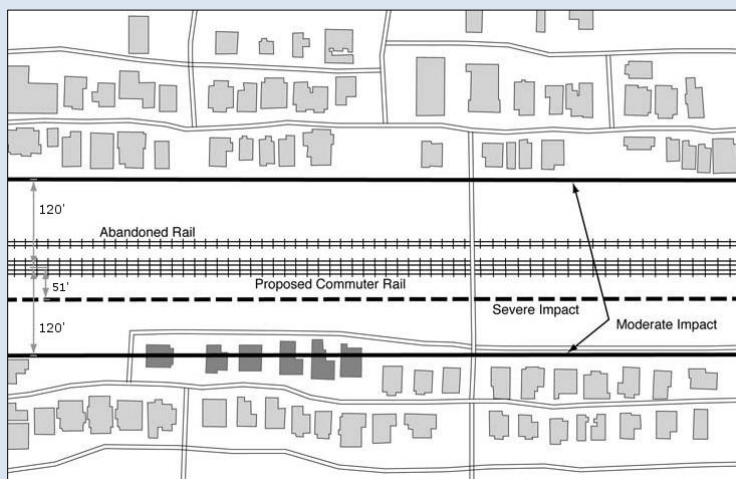 120'
Abandoned Rail
Proposed Commuter Rail
51'
Severe Impact
120'
Moderate Impact